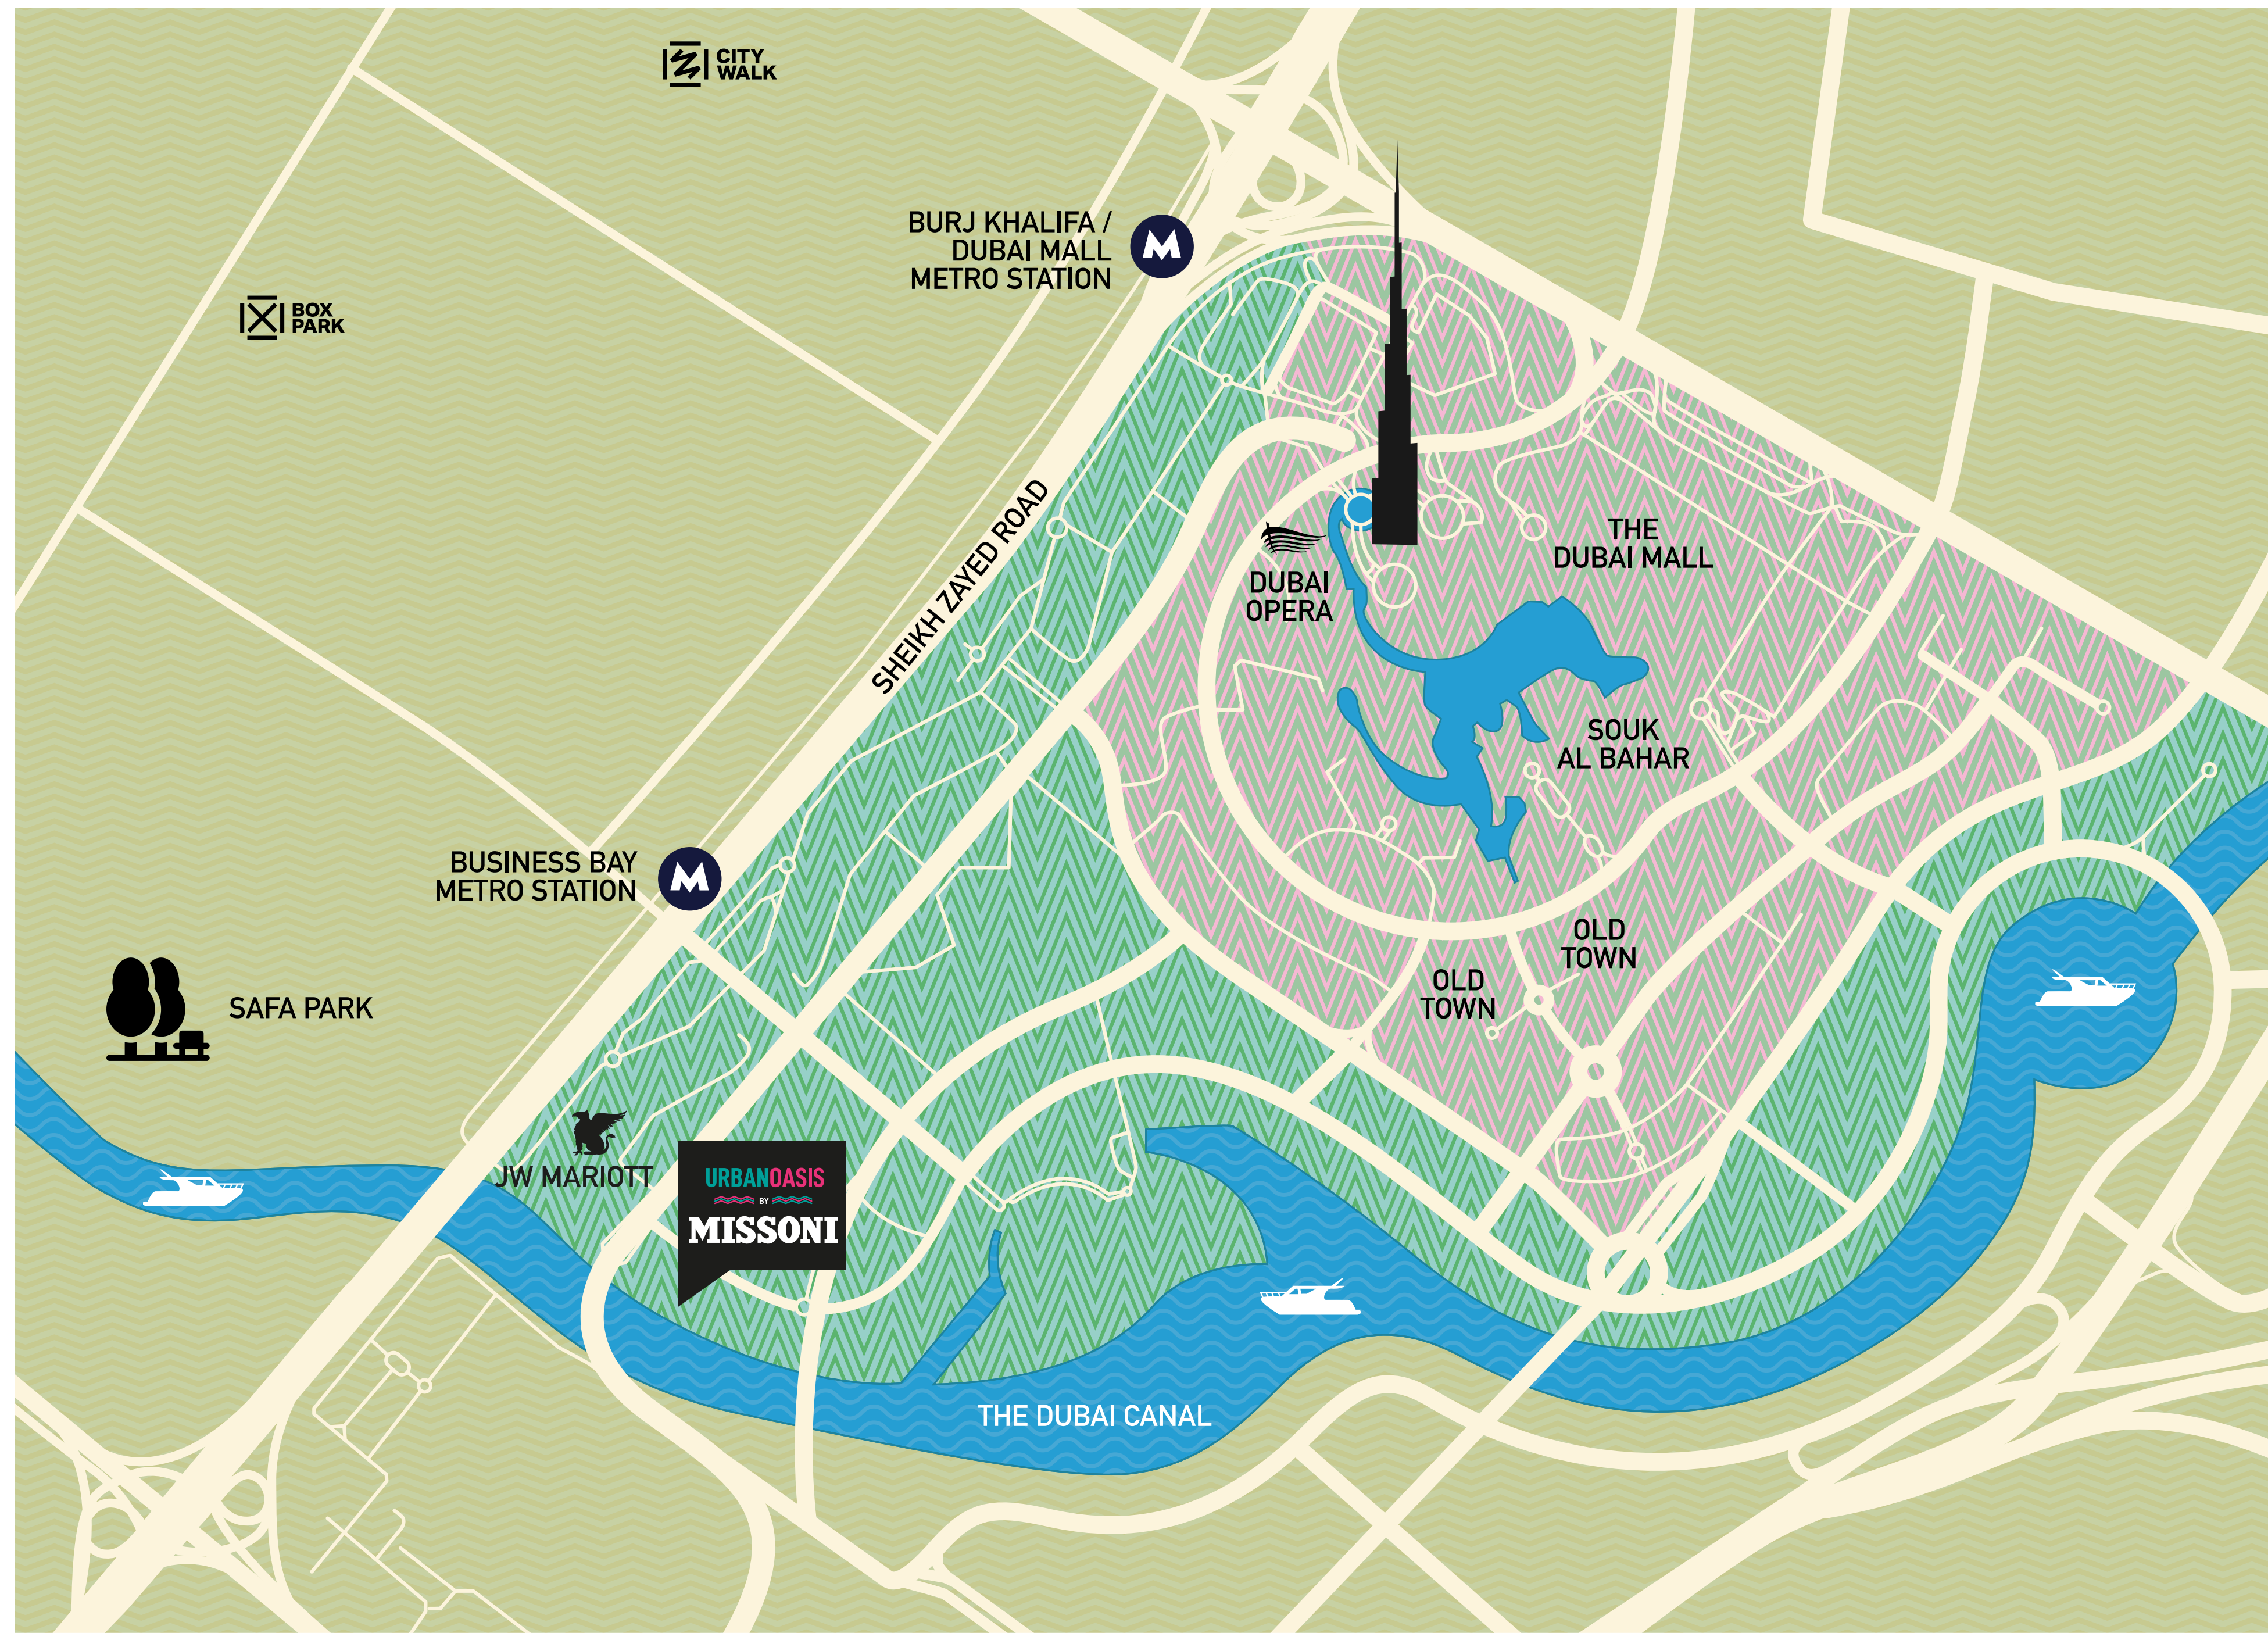 CITY
WALK
BURJ KHALIFA /
DUBAI MALL
METRO STATION
M
BOX
PARK
SHEIKH ZAYED ROAD
THE
DUBAI MALL
DUBAI
OPERA
SOUK
AL BAHAR
BUSINESS BAY
METRO STATION
M
OLD
TOWN
OLD
TOWN
SAFA PARK
JW MARIOTT
URBANOASIS
BY
MISSONI
THE DUBAI CANAL